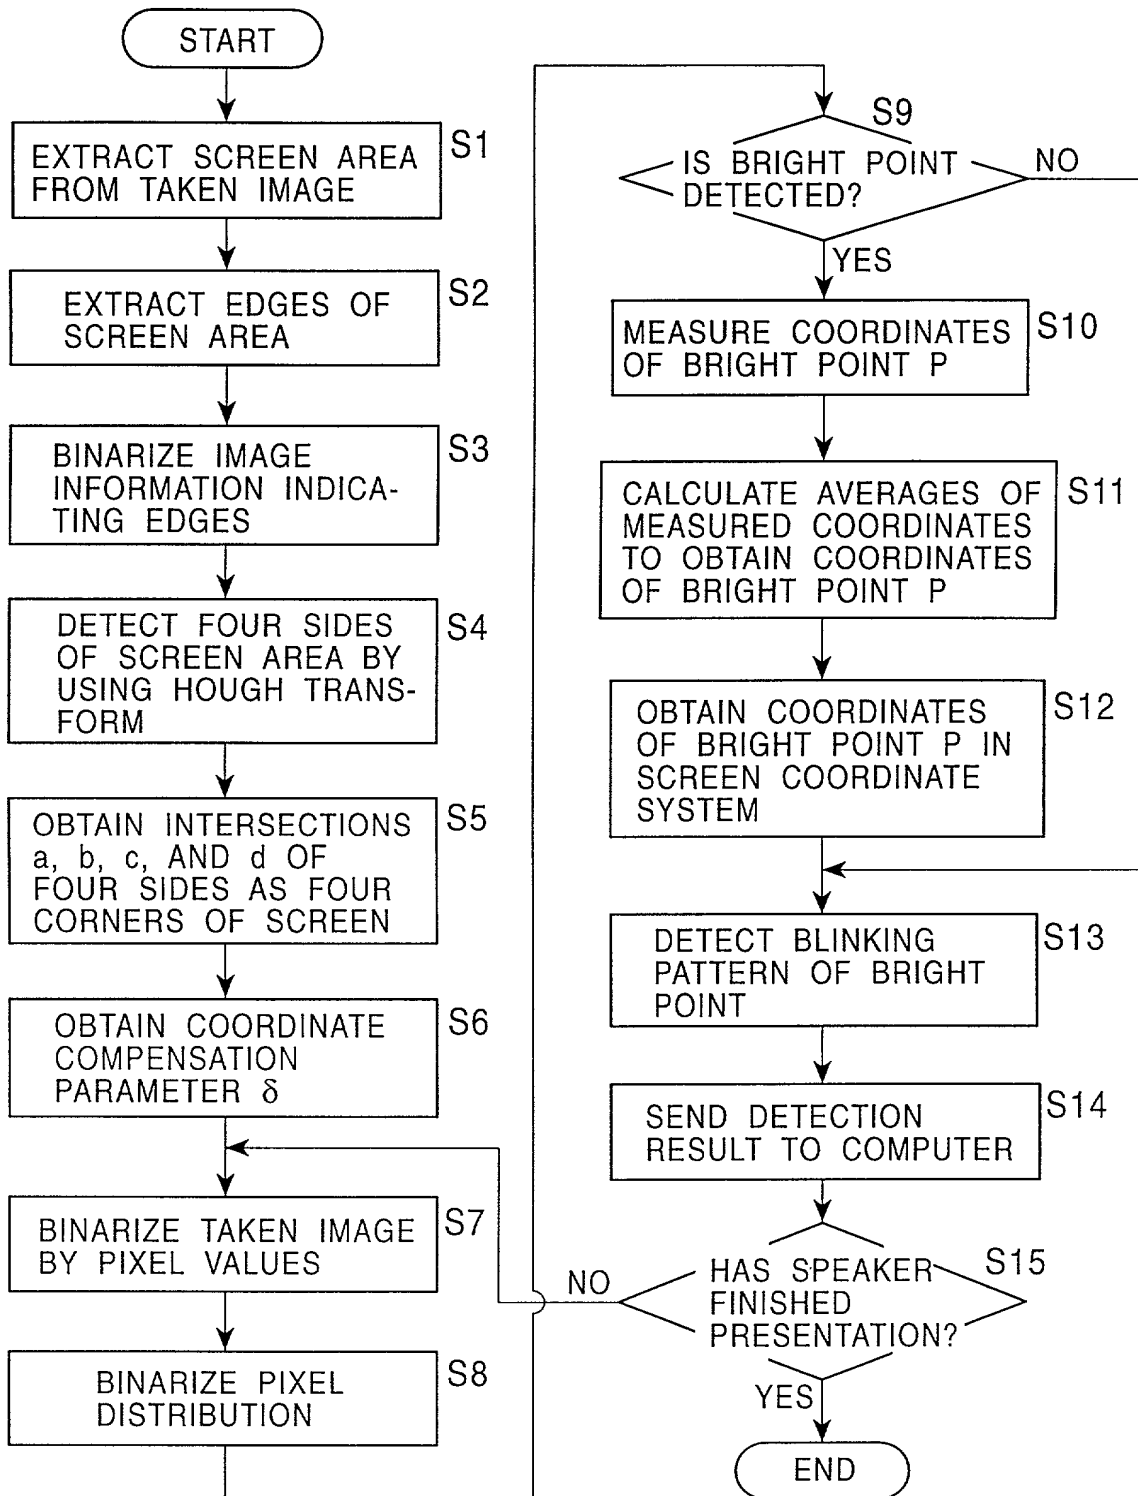 START
S1
EXTRACT SCREEN AREA
FROM TAKEN IMAGE
S2
EXTRACT EDGES OF
SCREEN AREA
S3
BINARIZE IMAGE
INFORMATION INDICA-
TING EDGES
S4
DETECT FOUR SIDES
OF SCREEN AREA BY
USING HOUGH TRANS-
FORM
S5
OBTAIN INTERSECTIONS
a, b, c, AND d OF
FOUR SIDES AS FOUR
CORNERS OF SCREEN
S6
OBTAIN COORDINATE
COMPENSATION
PARAMETER δ
S7
BINARIZE TAKEN IMAGE
BY PIXEL VALUES
S8
BINARIZE PIXEL
DISTRIBUTION
S9
IS BRIGHT POINT
DETECTED?
NO
YES
S10
MEASURE COORDINATES
OF BRIGHT POINT P
S11
CALCULATE AVERAGES OF
MEASURED COORDINATES
TO OBTAIN COORDINATES
OF BRIGHT POINT P
S12
OBTAIN COORDINATES
OF BRIGHT POINT P IN
SCREEN COORDINATE
SYSTEM
S13
DETECT BLINKING
PATTERN OF BRIGHT
POINT
S14
SEND DETECTION
RESULT TO COMPUTER
S15
HAS SPEAKER
FINISHED
PRESENTATION?
NO
YES
END